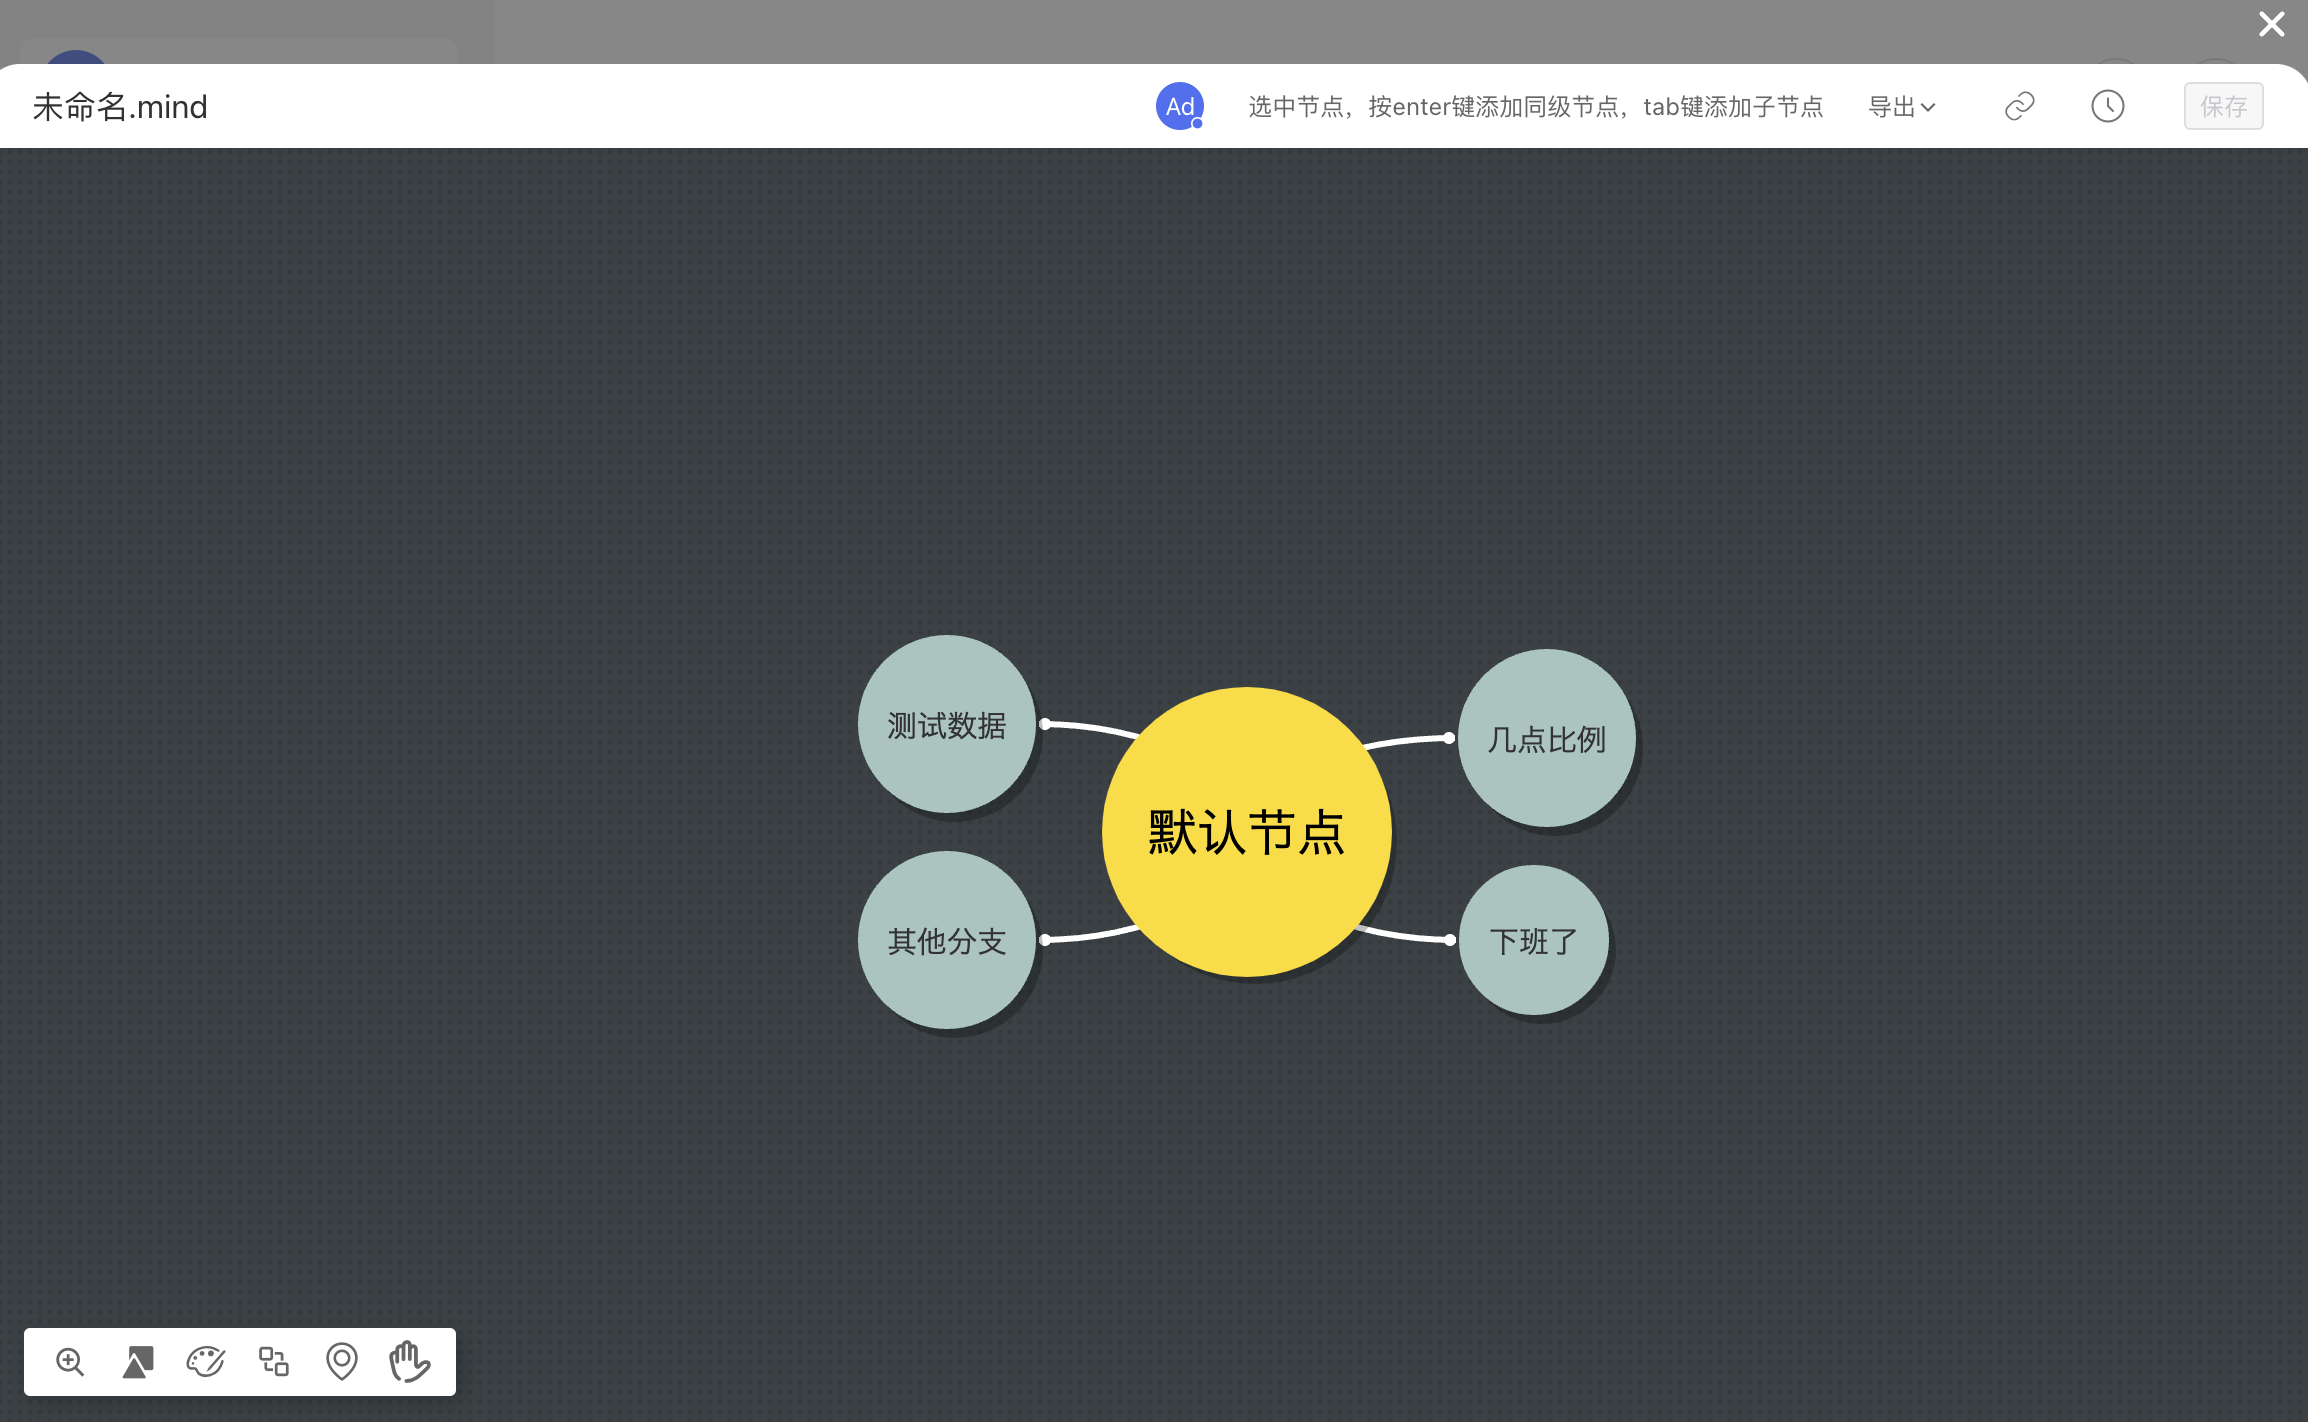 未命名.mind
Ad
选中节点，按enter键添加同级节点，tab键添加子节点
导出
保存
测试数据
几点比例
默认节点
其他分支
下班了